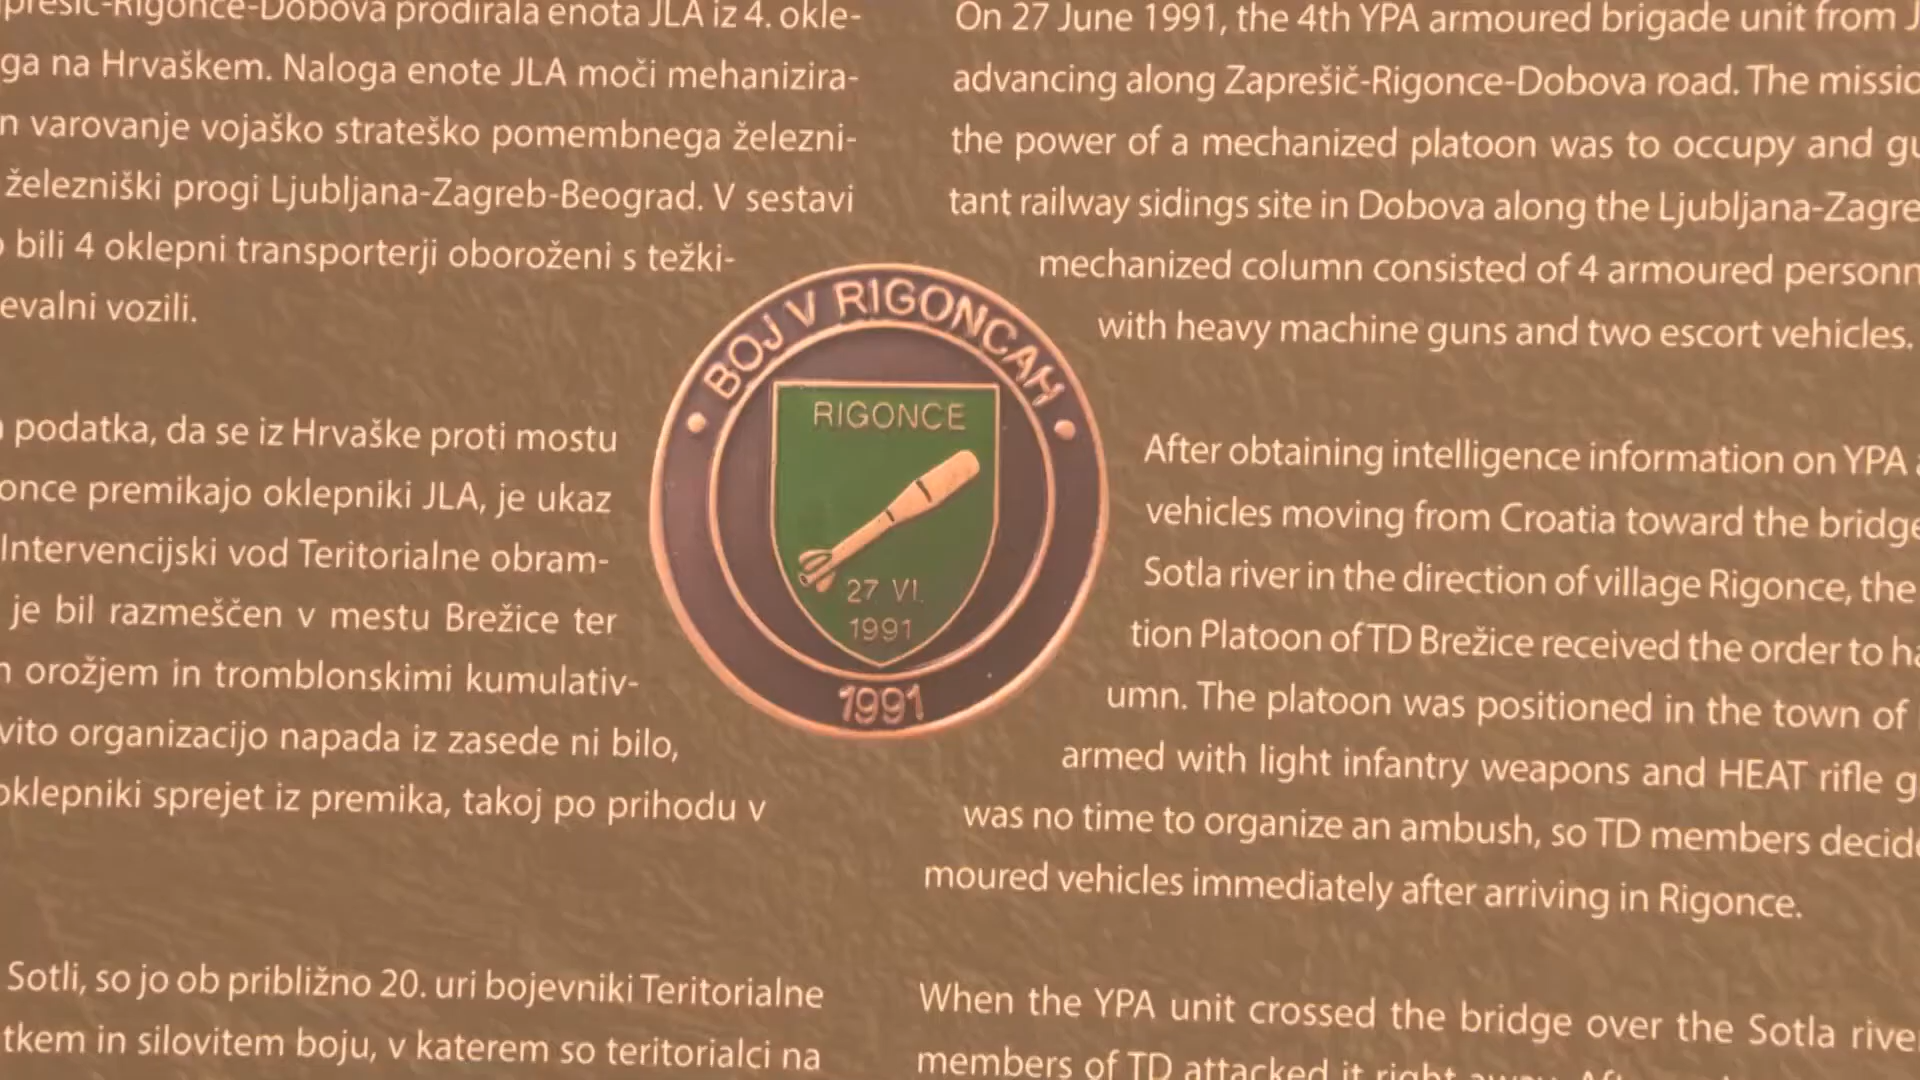 prešič-Rigonce-Dobova prodirala enota JLA iz 4. okle-
ga na Hrvaškem. Naloga enote JLA moči mehanizira-
n varovanje vojaško strateško pomembnega železni-
železniški progi Ljubljana-Zagreb-Beograd. V sestavi
bili 4 oklepni transporterji oboroženi s težki-
evalni vozili.
podatka, da se iz Hrvaške proti mostu
once premikajo oklepniki JLA, je ukaz
Intervencijski vod Teritorialne obram-
je bil razmeščen v mestu Brežice ter
orožjem in tromblonskimi kumulativ-
vito organizacijo napada iz zasede ni bilo,
oklepniki sprejet iz premika, takoj po prihodu v
Sotli, so jo ob približno 20. uri bojevniki Teritorialne
tkem in silovitem boju, v katerem so teritorialci na
BOJ V RIGONCAH
RIGONCE
27 VI.
1991
1991
On 27 June 1991, the 4th YPA armoured brigade unit from J
advancing along Zaprešič-Rigonce-Dobova road. The missio
the power of a mechanized platoon was to occupy and gu
tant railway sidings site in Dobova along the Ljubljana-Zagre
mechanized column consisted of 4 armoured personn
with heavy machine guns and two escort vehicles.
After obtaining intelligence information on YPA
vehicles moving from Croatia toward the bridge
Sotla river in the direction of village Rigonce, the
tion Platoon of TD Brežice received the order to ha
umn. The platoon was positioned in the town of
armed with light infantry weapons and HEAT rifle g
was no time to organize an ambush, so TD members decide
moured vehicles immediately after arriving in Rigonce.
When the YPA unit crossed the bridge over the Sotla rive
members of TD attacked it right away.